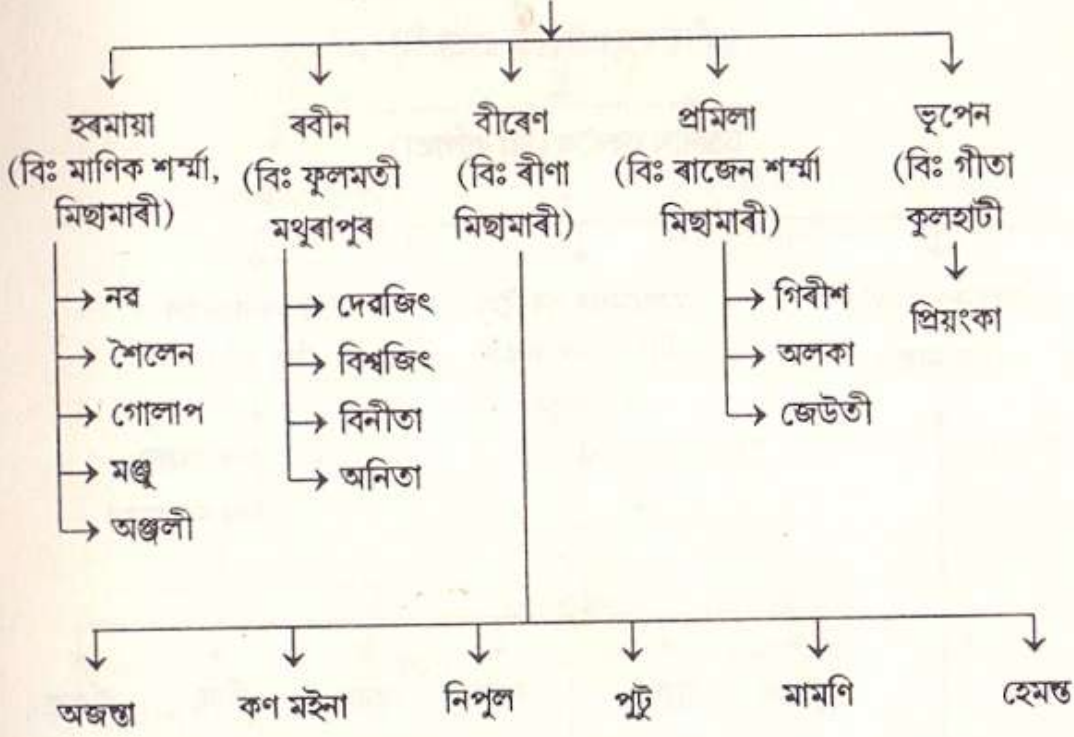 হৰমায়া
(বিঃ মাণিক শৰ্ম্মা,
মিছামাৰী)
নৱ
শৈলেন
গোলাপ
মঞ্জু
অঞ্জলী
ৰবীন
(বিঃ ফুলমতী
মথুৰাপুৰ
দেৱজিৎ
বিশ্বজিৎ
বিনীতা
অনিতা
বীৰেণ
(বিঃ ৰীণা
মিছামাৰী)
প্ৰমিলা
(বিঃ ৰাজেন শৰ্ম্মা
মিছামাৰী)
গিৰীশ
অলকা
জেউতী
ভূপেন
(বিঃ গীতা
কুলহাটী
প্ৰিয়ংকা
অজন্তা
কণ মইনা
নিপুল
পুটু
মামণি
হেমন্ত